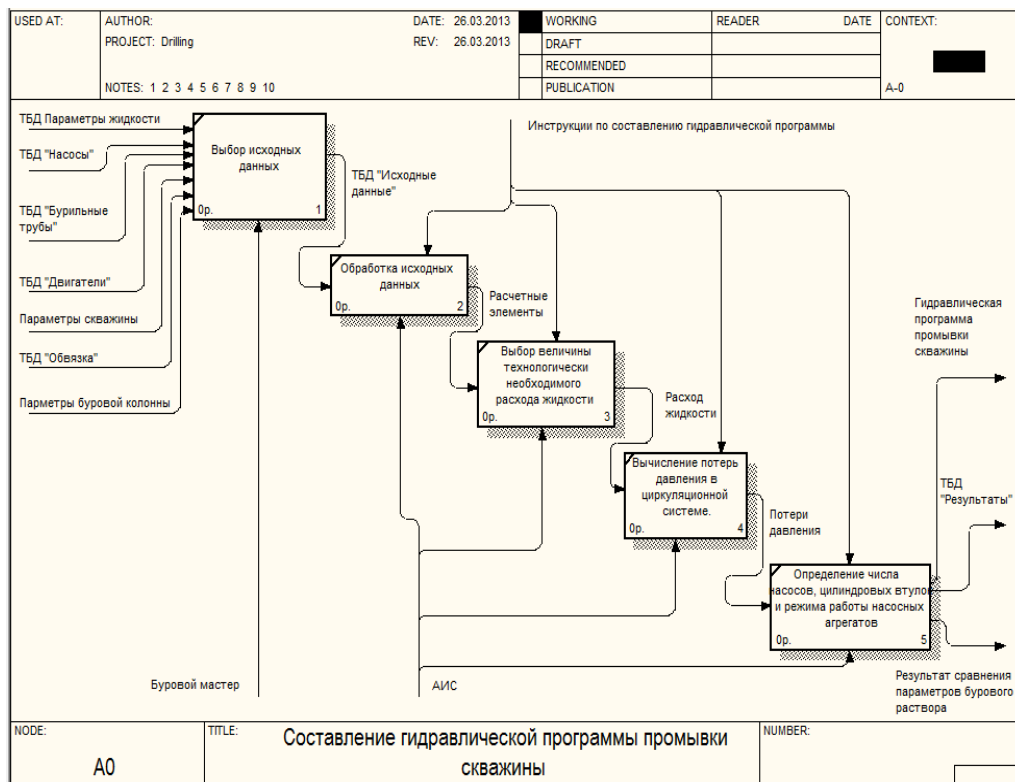 USED AT:
AUTHOR:
DATE: 26.03.2013
WORKING
READER
DATE
CONTEXT:
PROJECT: Drilling
REV: 26.03.2013
DRAFT
RECOMMENDED
NOTES: 1 2 3 4 5 6 7 8 9 10
PUBLICATION
A-0
ТБД Параметры жидкости
ТБД "Насосы"
ТБД "Бурильные
трубы"
ТБД "Двигатели"
Параметры скважины
ТБД "Обвязка"
Парметры буровой колонны
Выбор исходных
данных
0р.
1
ТБД "Исходные
данные"
Инструкции по составлению гидравлической программы
Обработка исходных
данных
0р.
2
Расчетные
элементы
Выбор величины
технологически
необходимого
расхода жидкости
0р.
3
Расход
жидкости
Вычисление потерь
давления в
циркуляционной
системе.
0р.
4
Потери
давления
Определение числа
насосов, цилиндровых втулок
и режима работы насосных
агрегатов
0р.
5
Гидравлическая
программа
промывки
скважины
ТБД
"Результаты"
Результат сравнения
параметров бурового
раствора
Буровой мастер
АИС
NODE:
A0
TITLE:
Составление гидравлической программы промывки
скважины
NUMBER: